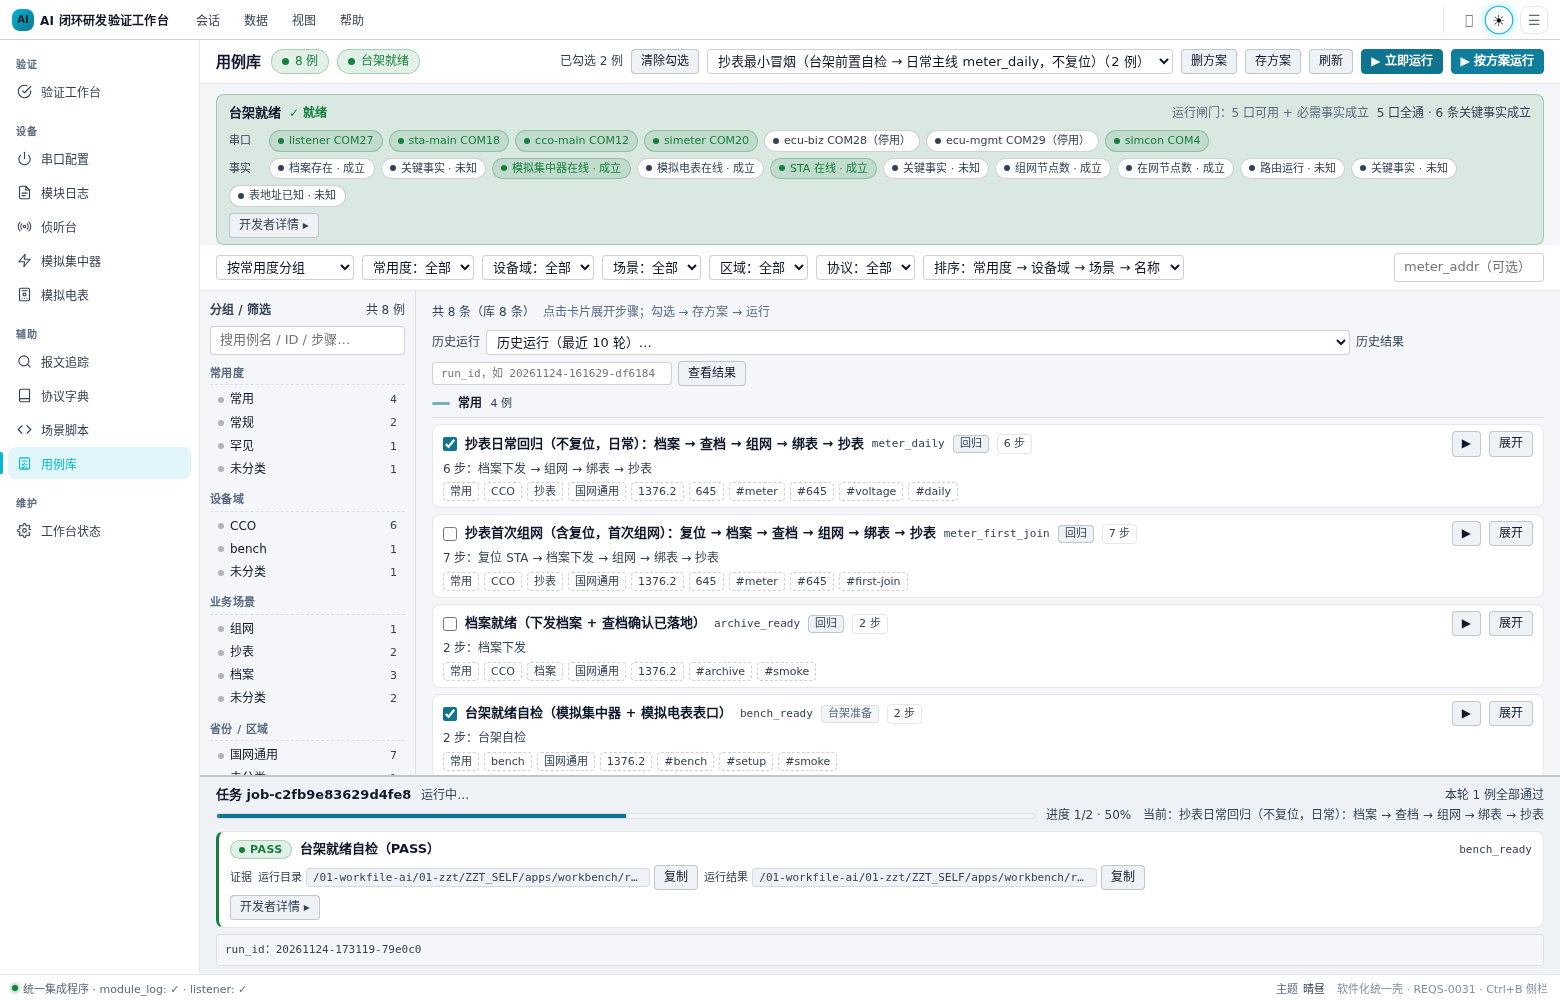 AI AI 闭环研发验证工作台 会话 数据 视图 帮助
验证
验证工作台
设备
串口配置
模块日志
侦听台
模拟集中器
模拟电表
辅助
报文追踪
协议字典
场景脚本
用例库
维护
工作台状态
用例库 8 例 台架就绪 已勾选 2 例 清除勾选 抄表最小冒烟（台架前置自检 → 日常主线 meter_daily，不复位）（2 例） 删方案 存方案 刷新 ▶ 立即运行 ▶ 按方案运行
台架就绪 ✓ 就绪 运行闸门：5 口可用 + 必需事实成立 5 口全通 · 6 条关键事实成立
串口 listener COM27 sta-main COM18 cco-main COM12 simeter COM20 ecu-biz COM28（停用） ecu-mgmt COM29（停用） simcon COM4
事实 档案存在 · 成立 关键事实 · 未知 模拟集中器在线 · 成立 模拟电表在线 · 成立 STA 在线 · 成立 关键事实 · 未知 组网节点数 · 成立 在网节点数 · 成立 路由运行 · 未知 关键事实 · 未知
表地址已知 · 未知
开发者详情 ▸
按常用度分组 常用度：全部 设备域：全部 场景：全部 区域：全部 协议：全部 排序：常用度 → 设备域 → 场景 → 名称 meter_addr（可选）
分组 / 筛选 共 8 例
搜用例名 / ID / 步骤…
常用度
常用 4
常规 2
罕见 1
未分类 1
设备域
CCO 6
bench 1
未分类 1
业务场景
组网 1
抄表 2
档案 3
未分类 2
省份 / 区域
国网通用 7
共 8 条（库 8 条） 点击卡片展开步骤；勾选 → 存方案 → 运行
历史运行 历史运行（最近 10 轮）… 历史结果
run_id，如 20261124-161629-df6184 查看结果
常用 4 例
抄表日常回归（不复位，日常）：档案 → 查档 → 组网 → 绑表 → 抄表 meter_daily 回归 6 步 ▶ 展开
6 步：档案下发 → 组网 → 绑表 → 抄表
常用 CCO 抄表 国网通用 1376.2 645 #meter #645 #voltage #daily
抄表首次组网（含复位，首次组网）：复位 → 档案 → 查档 → 组网 → 绑表 → 抄表 meter_first_join 回归 7 步 ▶ 展开
7 步：复位 STA → 档案下发 → 组网 → 绑表 → 抄表
常用 CCO 抄表 国网通用 1376.2 645 #meter #645 #first-join
档案就绪（下发档案 + 查档确认已落地） archive_ready 回归 2 步 ▶ 展开
2 步：档案下发
常用 CCO 档案 国网通用 1376.2 #archive #smoke
台架就绪自检（模拟集中器 + 模拟电表表口） bench_ready 台架准备 2 步 ▶ 展开
2 步：台架自检
常用 bench 国网通用 1376.2 #bench #setup #smoke
任务 job-c2fb9e83629d4fe8 运行中… 本轮 1 例全部通过
进度 1/2 · 50% 当前：抄表日常回归（不复位，日常）：档案 → 查档 → 组网 → 绑表 → 抄表
PASS 台架就绪自检（PASS） bench_ready
证据 运行目录 /01-workfile-ai/01-zzt/ZZT_SELF/apps/workbench/r… 复制 运行结果 /01-workfile-ai/01-zzt/ZZT_SELF/apps/workbench/r… 复制
开发者详情 ▸
run_id: 20261124-173119-79e0c0
统一集成程序 · module_log: ✓ · listener: ✓ 主题 晴昼 软件化统一壳 · REQS-0031 · Ctrl+B 侧栏